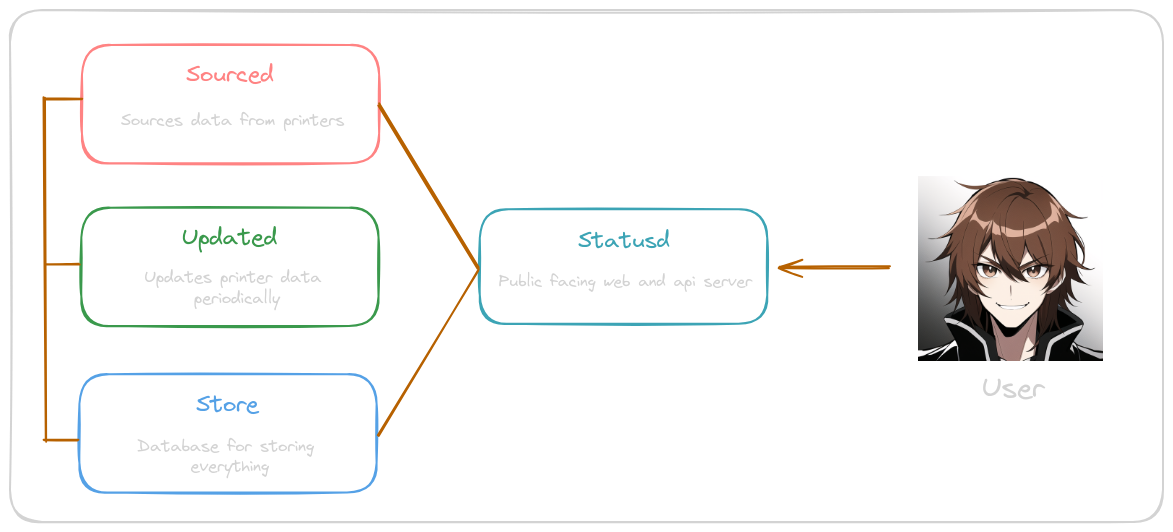 Sourced
Sources data from printers
Updated
Updates printer data
periodically
Store
Database for storing
everything
Statusd
Public facing web and api server
User